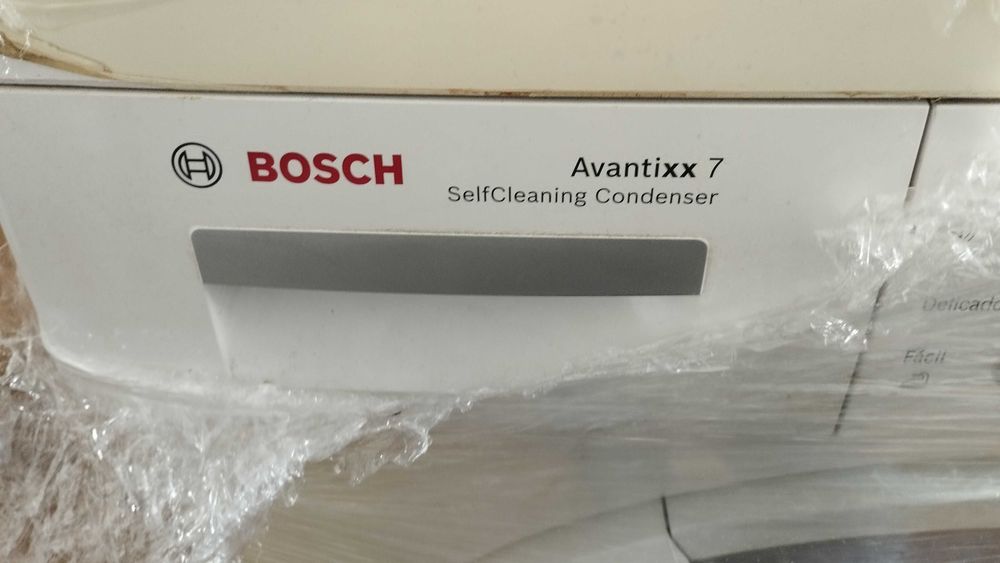 BOSCH
Avantixx 7
SelfCleaning Condenser
Delicado
Fácil